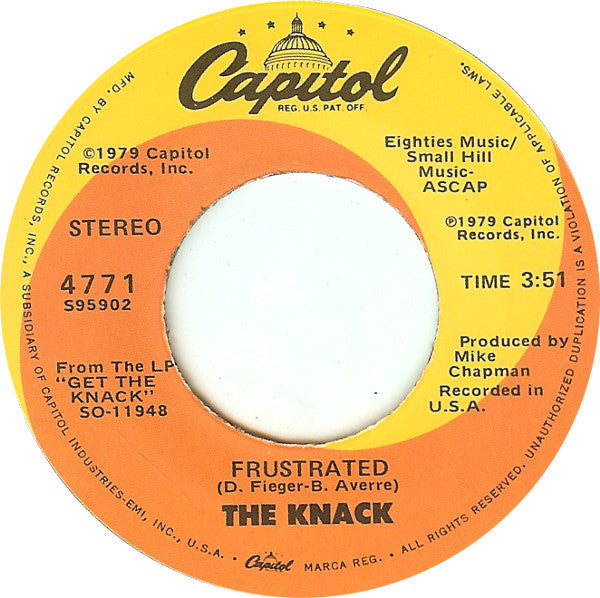 Capitol
REG. U.S. PAT. OFF.
©1979 Capitol
Records, Inc.
STEREO
4771
S95902
From The LP
"GET THE
KNACK"
SO-11948
Eighties Music/
Small Hill
Music-
ASCAP
℗1979 Capitol
Records, Inc.
TIME 3:51
Produced by
Mike
Chapman
Recorded in
U.S.A.
FRUSTRATED
(D. Fieger-B. Averre)
THE KNACK
MFD. BY CAPITOL RECORDS, INC., A SUBSIDIARY OF CAPITOL INDUSTRIES-EMI, INC., U.S.A. • Capitol MARCA REG. • ALL RIGHTS RESERVED. UNAUTHORIZED DUPLICATION IS A VIOLATION OF APPLICABLE LAWS.